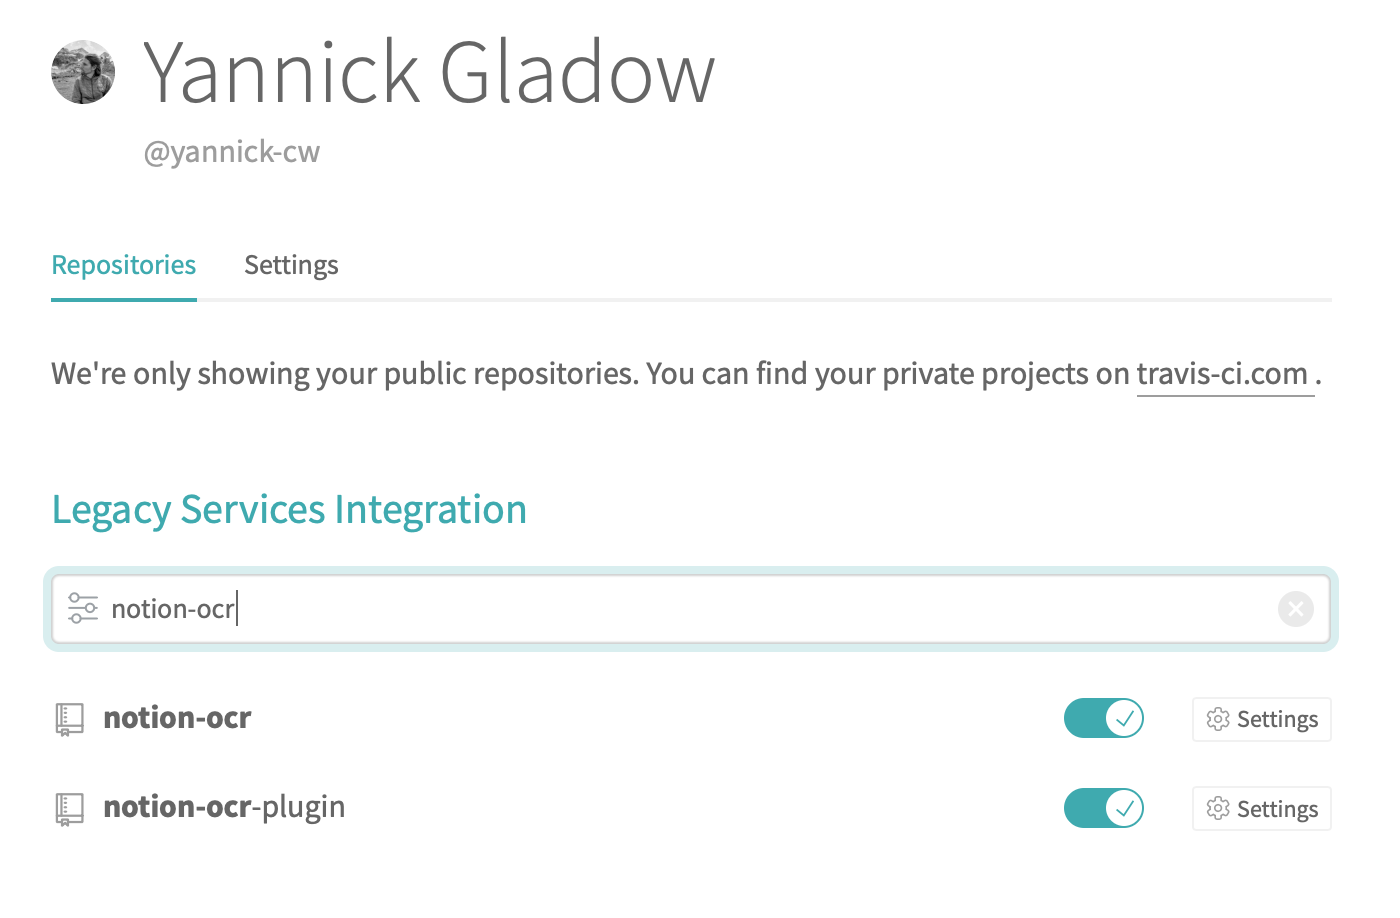 Yannick Gladow
@yannick-cw
Repositories Settings
We're only showing your public repositories. You can find your private projects on travis-ci.com .
Legacy Services Integration
notion-ocr
notion-ocr Settings
notion-ocr-plugin Settings